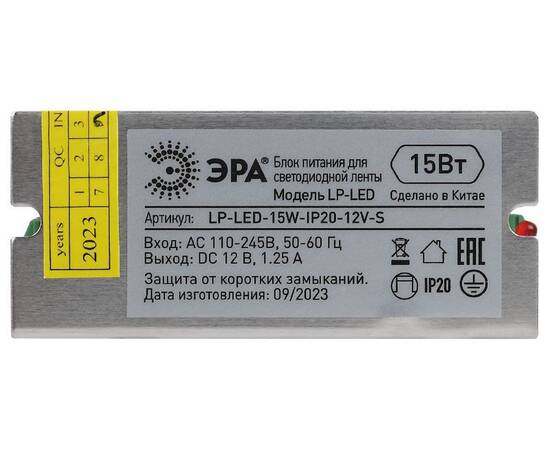 ЭРА®
Блок питания для
светодиодной ленты
Модель LP-LED
15Вт
Сделано в Китае
Артикул: LP-LED-15W-IP20-12V-S
Вход: AC 110-245В, 50-60 Гц
Выход: DC 12 В, 1.25 А
Защита от коротких замыканий.
Дата изготовления: 09/2023
EAC
IP20
QC IN
1 2 3
7 8
years
2023